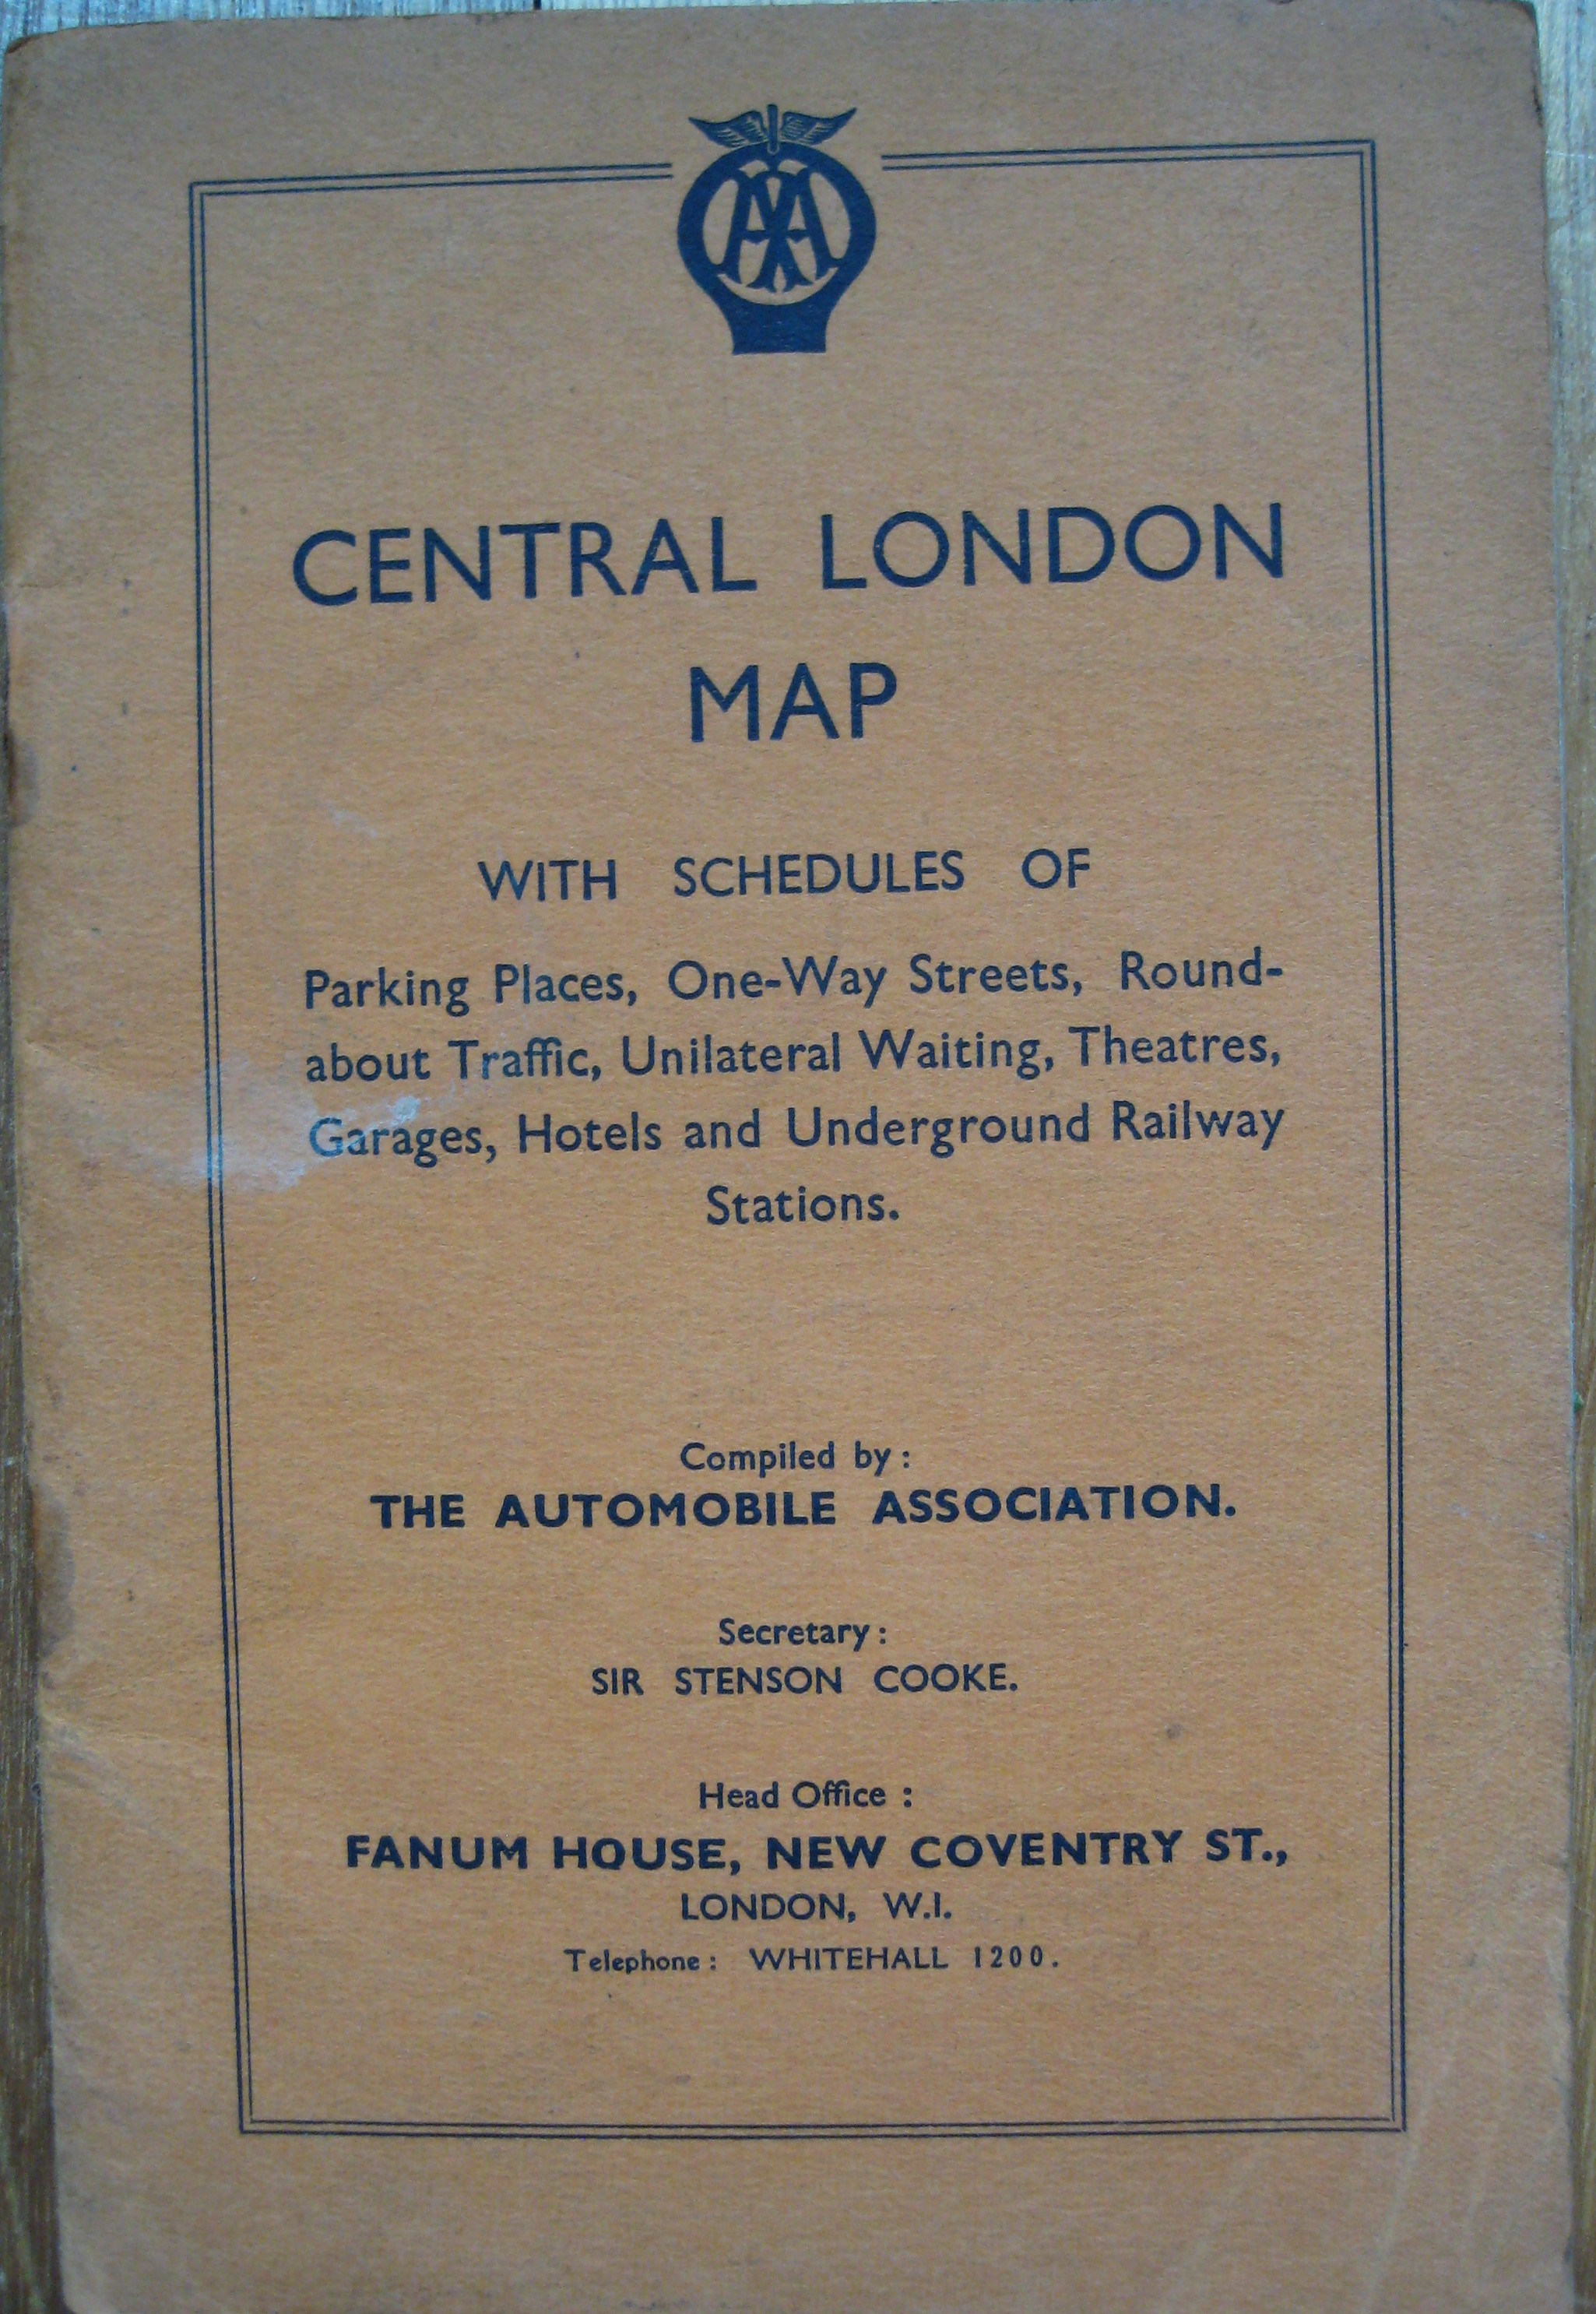 AA
CENTRAL LONDON
MAP
WITH SCHEDULES OF
Parking Places, One-Way Streets, Round-
about Traffic, Unilateral Waiting, Theatres,
Garages, Hotels and Underground Railway
Stations.
Compiled by :
THE AUTOMOBILE ASSOCIATION.
Secretary :
SIR STENSON COOKE.
Head Office :
FANUM HOUSE, NEW COVENTRY ST.,
LONDON, W.I.
Telephone : WHITEHALL 1200.